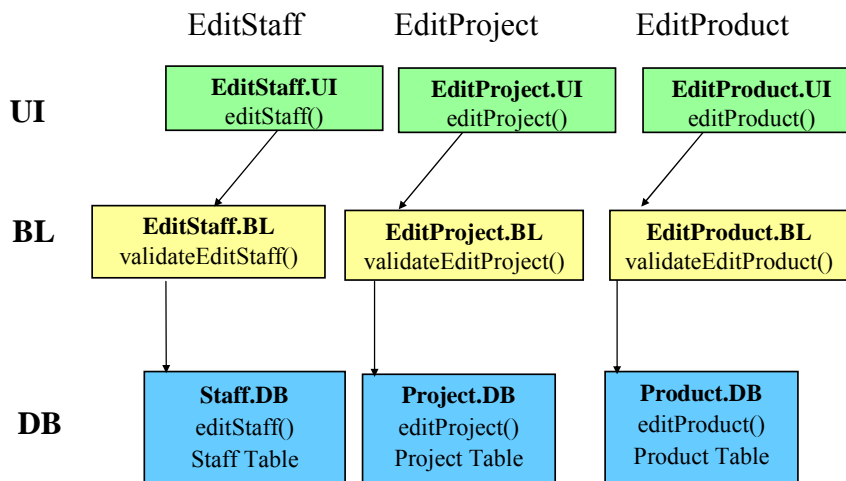 EditStaff EditProject EditProduct
UI
EditStaff.UI
editStaff()
EditProject.UI
editProject()
EditProduct.UI
editProduct()
BL
EditStaff.BL
validateEditStaff()
EditProject.BL
validateEditProject()
EditProduct.BL
validateEditProduct()
DB
Staff.DB
editStaff()
Staff Table
Project.DB
editProject()
Project Table
Product.DB
editProduct()
Product Table